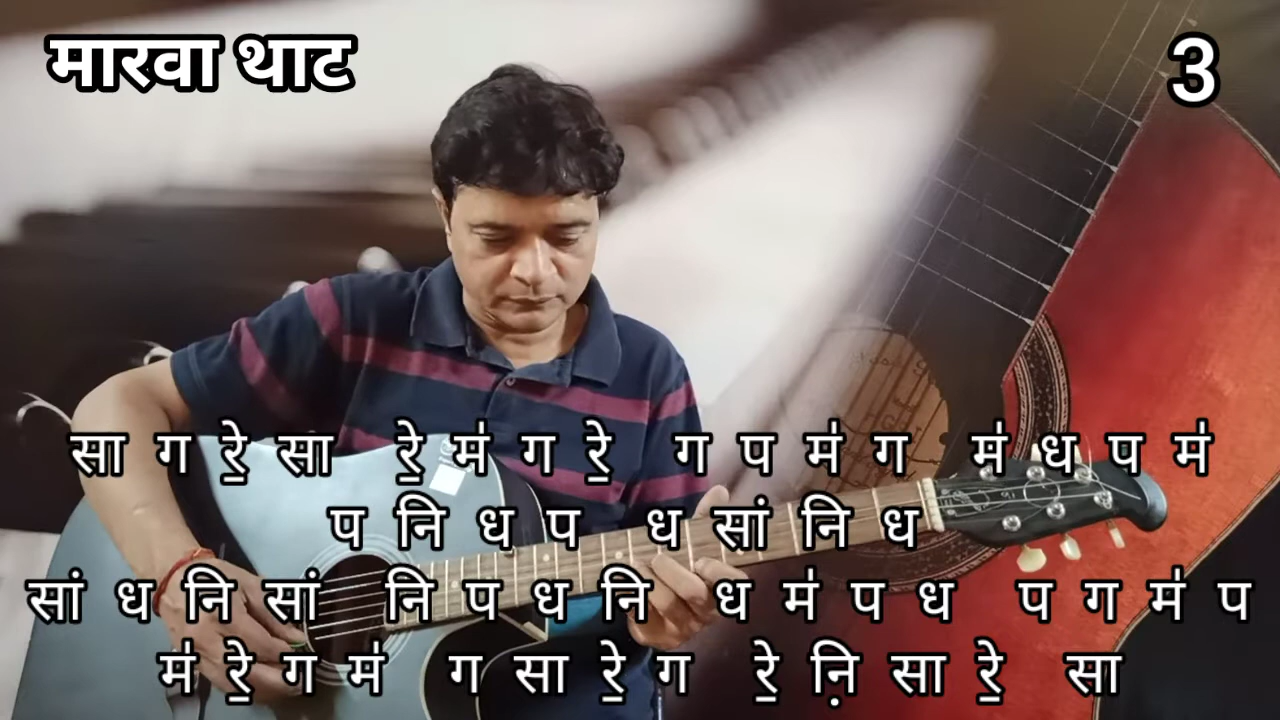 मारवा थाट
3
सा ग रे॒ सा रे॒ म॑ ग रे॒ ग प म॑ ग म॑ ध प म॑
प नि ध प ध सां नि ध
सां ध नि सां नि प ध नि ध म॑ प ध प ग म॑ प
म॑ रे॒ ग म॑ ग सा रे॒ ग रे॒ नि़ सा रे॒ सा